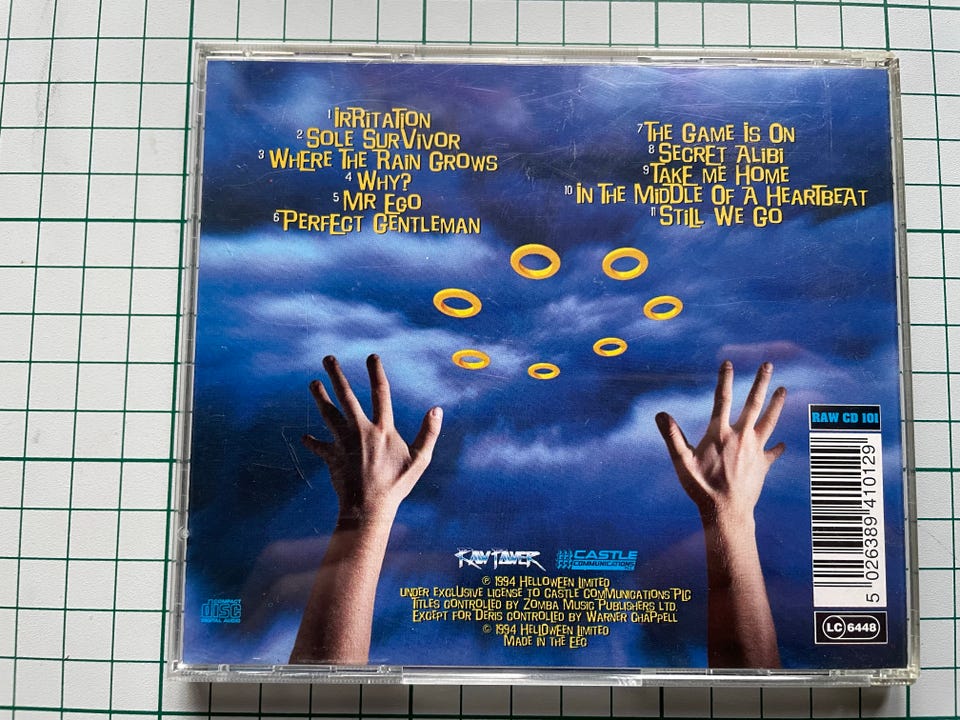 1 Irritation
2 Sole Survivor
3 Where The Rain Grows
4 Why?
5 Mr Ego
6 Perfect Gentleman
7 The Game is On
8 Secret Alibi
9 Take me Home
10 In The Middle Of A Heartbeat
11 Still We Go
RAW CD 101
5 026389 410129
LC 6448
RAW POWER
CASTLE
COMMUNICATIONS PLC
℗ 1994 Helloween Limited
under exclusive license to Castle Communications Plc
Titles controlled by Zomba Music Publishers Ltd.
Except for Deris controlled by Warner Chappell
© 1994 Helloween Limited
Made in the EEC
COMPACT
disc
DIGITAL AUDIO